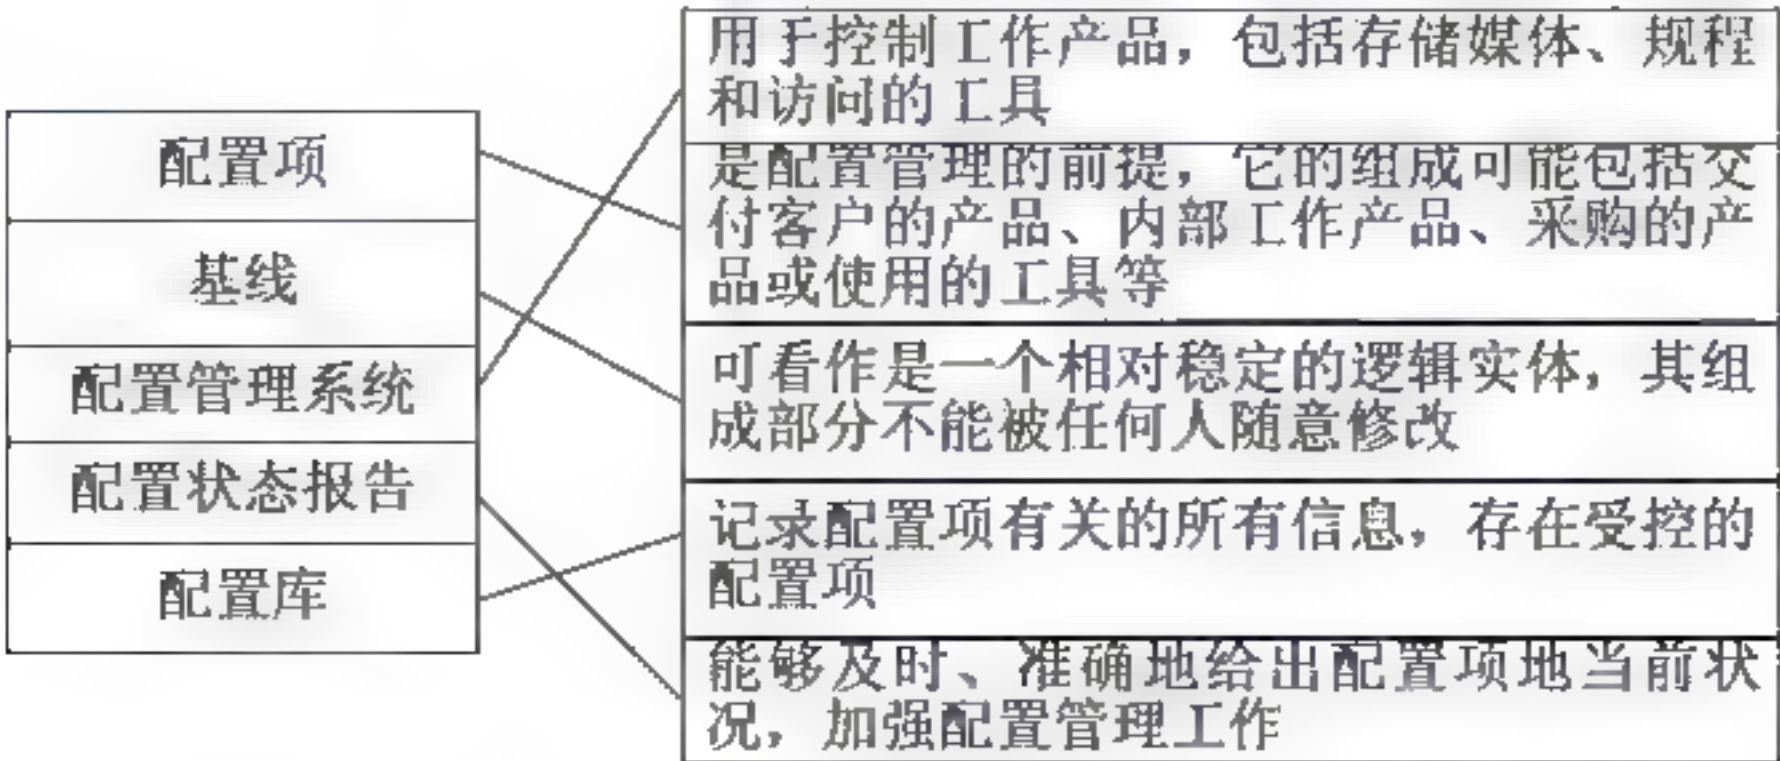 配置项
基线
配置管理系统
配置状态报告
配置库
用于控制工作产品，包括存储媒体、规程
和访问的工具
是配置管理的前提，它的组成可能包括交
付客户的产品、内部工作产品、采购的产
品或使用的工具等
可看作是一个相对稳定的逻辑实体，其组
成部分不能被任何人随意修改
记录配置项有关的所有信息，存在受控的
配置项
能够及时、准确地给出配置项地当前状
况，加强配置管理工作